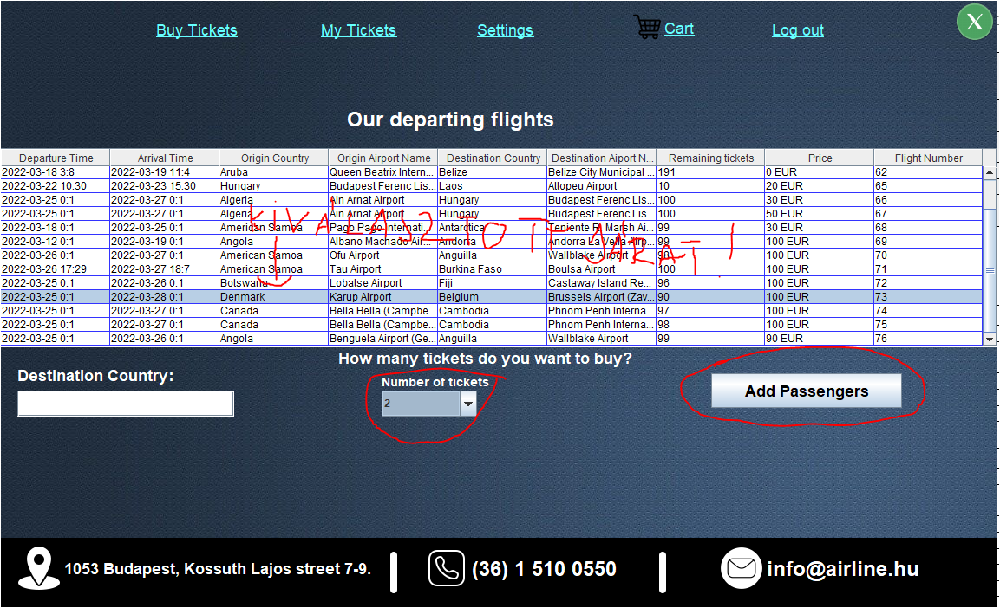 Buy Tickets My Tickets Settings Cart Log out X
Our departing flights
Departure Time Arrival Time Origin Country Origin Airport Name Destination Country Destination Aiport N... Remaining tickets Price Flight Number
2022-03-18 3:8 2022-03-19 11:4 Aruba Queen Beatrix Intern... Belize Belize City Municipal ... 191 0 EUR 62
2022-03-22 10:30 2022-03-23 15:30 Hungary Budapest Ferenc Lis... Laos Attopeu Airport 10 20 EUR 65
2022-03-25 0:1 2022-03-27 0:1 Algeria Ain Arnat Airport Hungary Budapest Ferenc Lis... 100 30 EUR 66
2022-03-25 0:1 2022-03-27 0:1 Algeria Ain Arnat Airport Hungary Budapest Ferenc Lis... 100 50 EUR 67
2022-03-18 0:1 2022-03-25 0:1 American Samoa Pago Pago Internati... Antarctica Teniente R. Marsh Ai... 99 30 EUR 68
2022-03-12 0:1 2022-03-19 0:1 Angola Albano Machado Air... Andorra Andorra La Vella Airp... 99 100 EUR 69
2022-03-26 0:1 2022-03-27 0:1 American Samoa Ofu Airport Anguilla Wallblake Airport 98 100 EUR 70
2022-03-26 17:29 2022-03-27 18:7 American Samoa Tau Airport Burkina Faso Boulsa Airport 100 100 EUR 71
2022-03-25 0:1 2022-03-26 0:1 Botswana Lobatse Airport Fiji Castaway Island Re... 96 100 EUR 72
2022-03-25 0:1 2022-03-28 0:1 Denmark Karup Airport Belgium Brussels Airport (Zav... 90 100 EUR 73
2022-03-25 0:1 2022-03-27 0:1 Canada Bella Bella (Campbe... Cambodia Phnom Penh Interna... 97 100 EUR 74
2022-03-25 0:1 2022-03-27 0:1 Canada Bella Bella (Campbe... Cambodia Phnom Penh Interna... 98 100 EUR 75
2022-03-25 0:1 2022-03-26 0:1 Angola Benguela Airport (Ge... Anguilla Wallblake Airport 99 90 EUR 76
KIVÁLASZTOTT JÁRAT!
How many tickets do you want to buy?
Destination Country: Number of tickets
2 Add Passengers
1053 Budapest, Kossuth Lajos street 7-9. (36) 1 510 0550 info@airline.hu